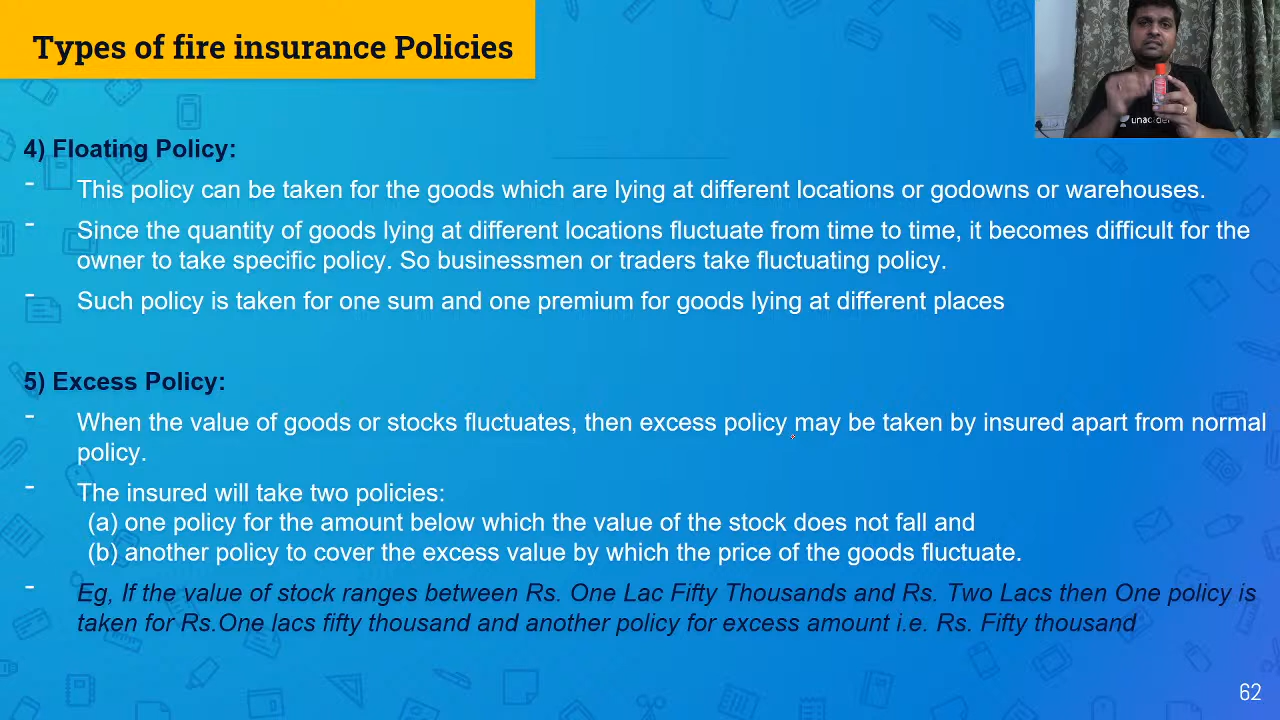 Types of fire insurance Policies
4) Floating Policy:
- This policy can be taken for the goods which are lying at different locations or godowns or warehouses.
- Since the quantity of goods lying at different locations fluctuate from time to time, it becomes difficult for the
owner to take specific policy. So businessmen or traders take fluctuating policy.
- Such policy is taken for one sum and one premium for goods lying at different places
5) Excess Policy:
- When the value of goods or stocks fluctuates, then excess policy may be taken by insured apart from normal
policy.
- The insured will take two policies:
(a) one policy for the amount below which the value of the stock does not fall and
(b) another policy to cover the excess value by which the price of the goods fluctuate.
- Eg, If the value of stock ranges between Rs. One Lac Fifty Thousands and Rs. Two Lacs then One policy is
taken for Rs.One lacs fifty thousand and another policy for excess amount i.e. Rs. Fifty thousand
62